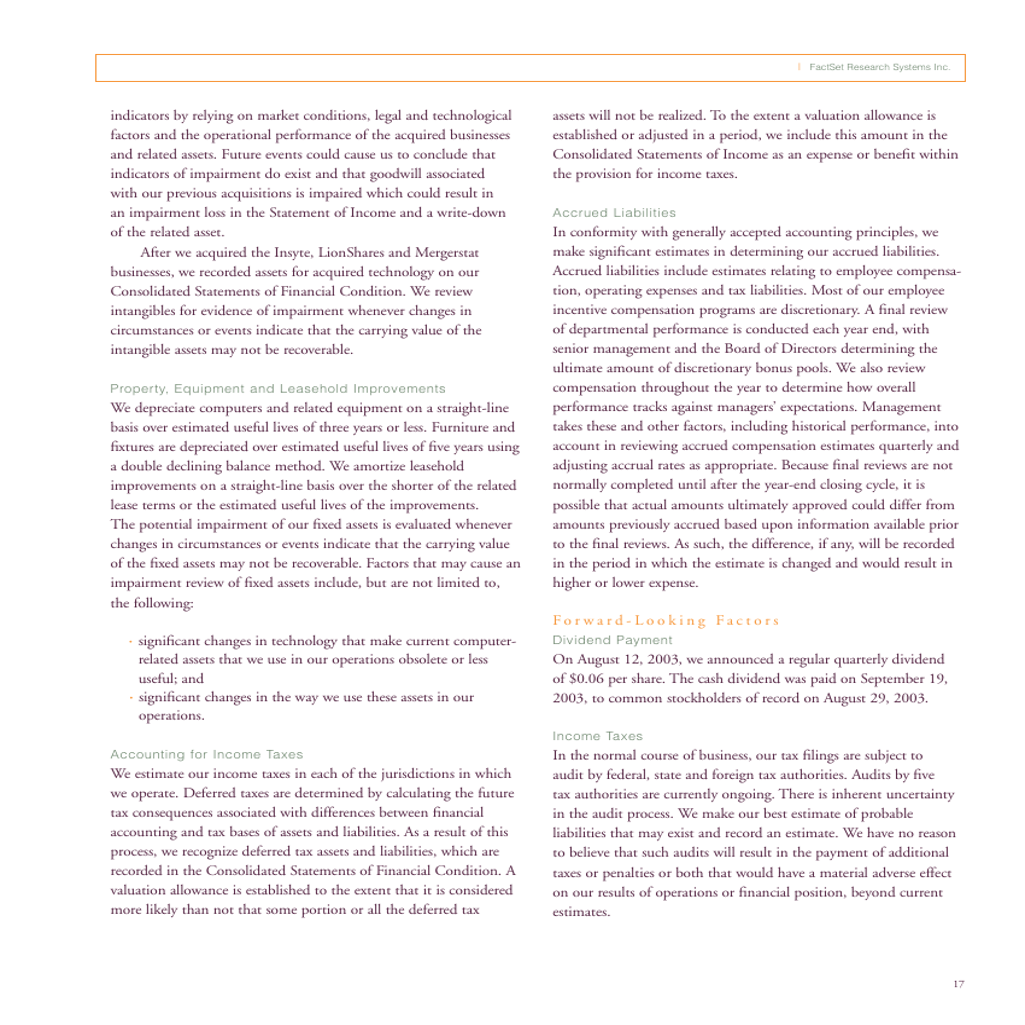 | FactSet Research Systems Inc.
indicators by relying on market conditions, legal and technological
factors and the operational performance of the acquired businesses
and related assets. Future events could cause us to conclude that
indicators of impairment do exist and that goodwill associated
with our previous acquisitions is impaired which could result in
an impairment loss in the Statement of Income and a write-down
of the related asset.
After we acquired the Insyte, LionShares and Mergerstat
businesses, we recorded assets for acquired technology on our
Consolidated Statements of Financial Condition. We review
intangibles for evidence of impairment whenever changes in
circumstances or events indicate that the carrying value of the
intangible assets may not be recoverable.
Property, Equipment and Leasehold Improvements
We depreciate computers and related equipment on a straight-line
basis over estimated useful lives of three years or less. Furniture and
fixtures are depreciated over estimated useful lives of five years using
a double declining balance method. We amortize leasehold
improvements on a straight-line basis over the shorter of the related
lease terms or the estimated useful lives of the improvements.
The potential impairment of our fixed assets is evaluated whenever
changes in circumstances or events indicate that the carrying value
of the fixed assets may not be recoverable. Factors that may cause an
impairment review of fixed assets include, but are not limited to,
the following:
· significant changes in technology that make current computer-
related assets that we use in our operations obsolete or less
useful; and
· significant changes in the way we use these assets in our
operations.
Accounting for Income Taxes
We estimate our income taxes in each of the jurisdictions in which
we operate. Deferred taxes are determined by calculating the future
tax consequences associated with differences between financial
accounting and tax bases of assets and liabilities. As a result of this
process, we recognize deferred tax assets and liabilities, which are
recorded in the Consolidated Statements of Financial Condition. A
valuation allowance is established to the extent that it is considered
more likely than not that some portion or all the deferred tax
assets will not be realized. To the extent a valuation allowance is
established or adjusted in a period, we include this amount in the
Consolidated Statements of Income as an expense or benefit within
the provision for income taxes.
Accrued Liabilities
In conformity with generally accepted accounting principles, we
make significant estimates in determining our accrued liabilities.
Accrued liabilities include estimates relating to employee compensa-
tion, operating expenses and tax liabilities. Most of our employee
incentive compensation programs are discretionary. A final review
of departmental performance is conducted each year end, with
senior management and the Board of Directors determining the
ultimate amount of discretionary bonus pools. We also review
compensation throughout the year to determine how overall
performance tracks against managers’ expectations. Management
takes these and other factors, including historical performance, into
account in reviewing accrued compensation estimates quarterly and
adjusting accrual rates as appropriate. Because final reviews are not
normally completed until after the year-end closing cycle, it is
possible that actual amounts ultimately approved could differ from
amounts previously accrued based upon information available prior
to the final reviews. As such, the difference, if any, will be recorded
in the period in which the estimate is changed and would result in
higher or lower expense.
Forward-Looking Factors
Dividend Payment
On August 12, 2003, we announced a regular quarterly dividend
of $0.06 per share. The cash dividend was paid on September 19,
2003, to common stockholders of record on August 29, 2003.
Income Taxes
In the normal course of business, our tax filings are subject to
audit by federal, state and foreign tax authorities. Audits by five
tax authorities are currently ongoing. There is inherent uncertainty
in the audit process. We make our best estimate of probable
liabilities that may exist and record an estimate. We have no reason
to believe that such audits will result in the payment of additional
taxes or penalties or both that would have a material adverse effect
on our results of operations or financial position, beyond current
estimates.
17